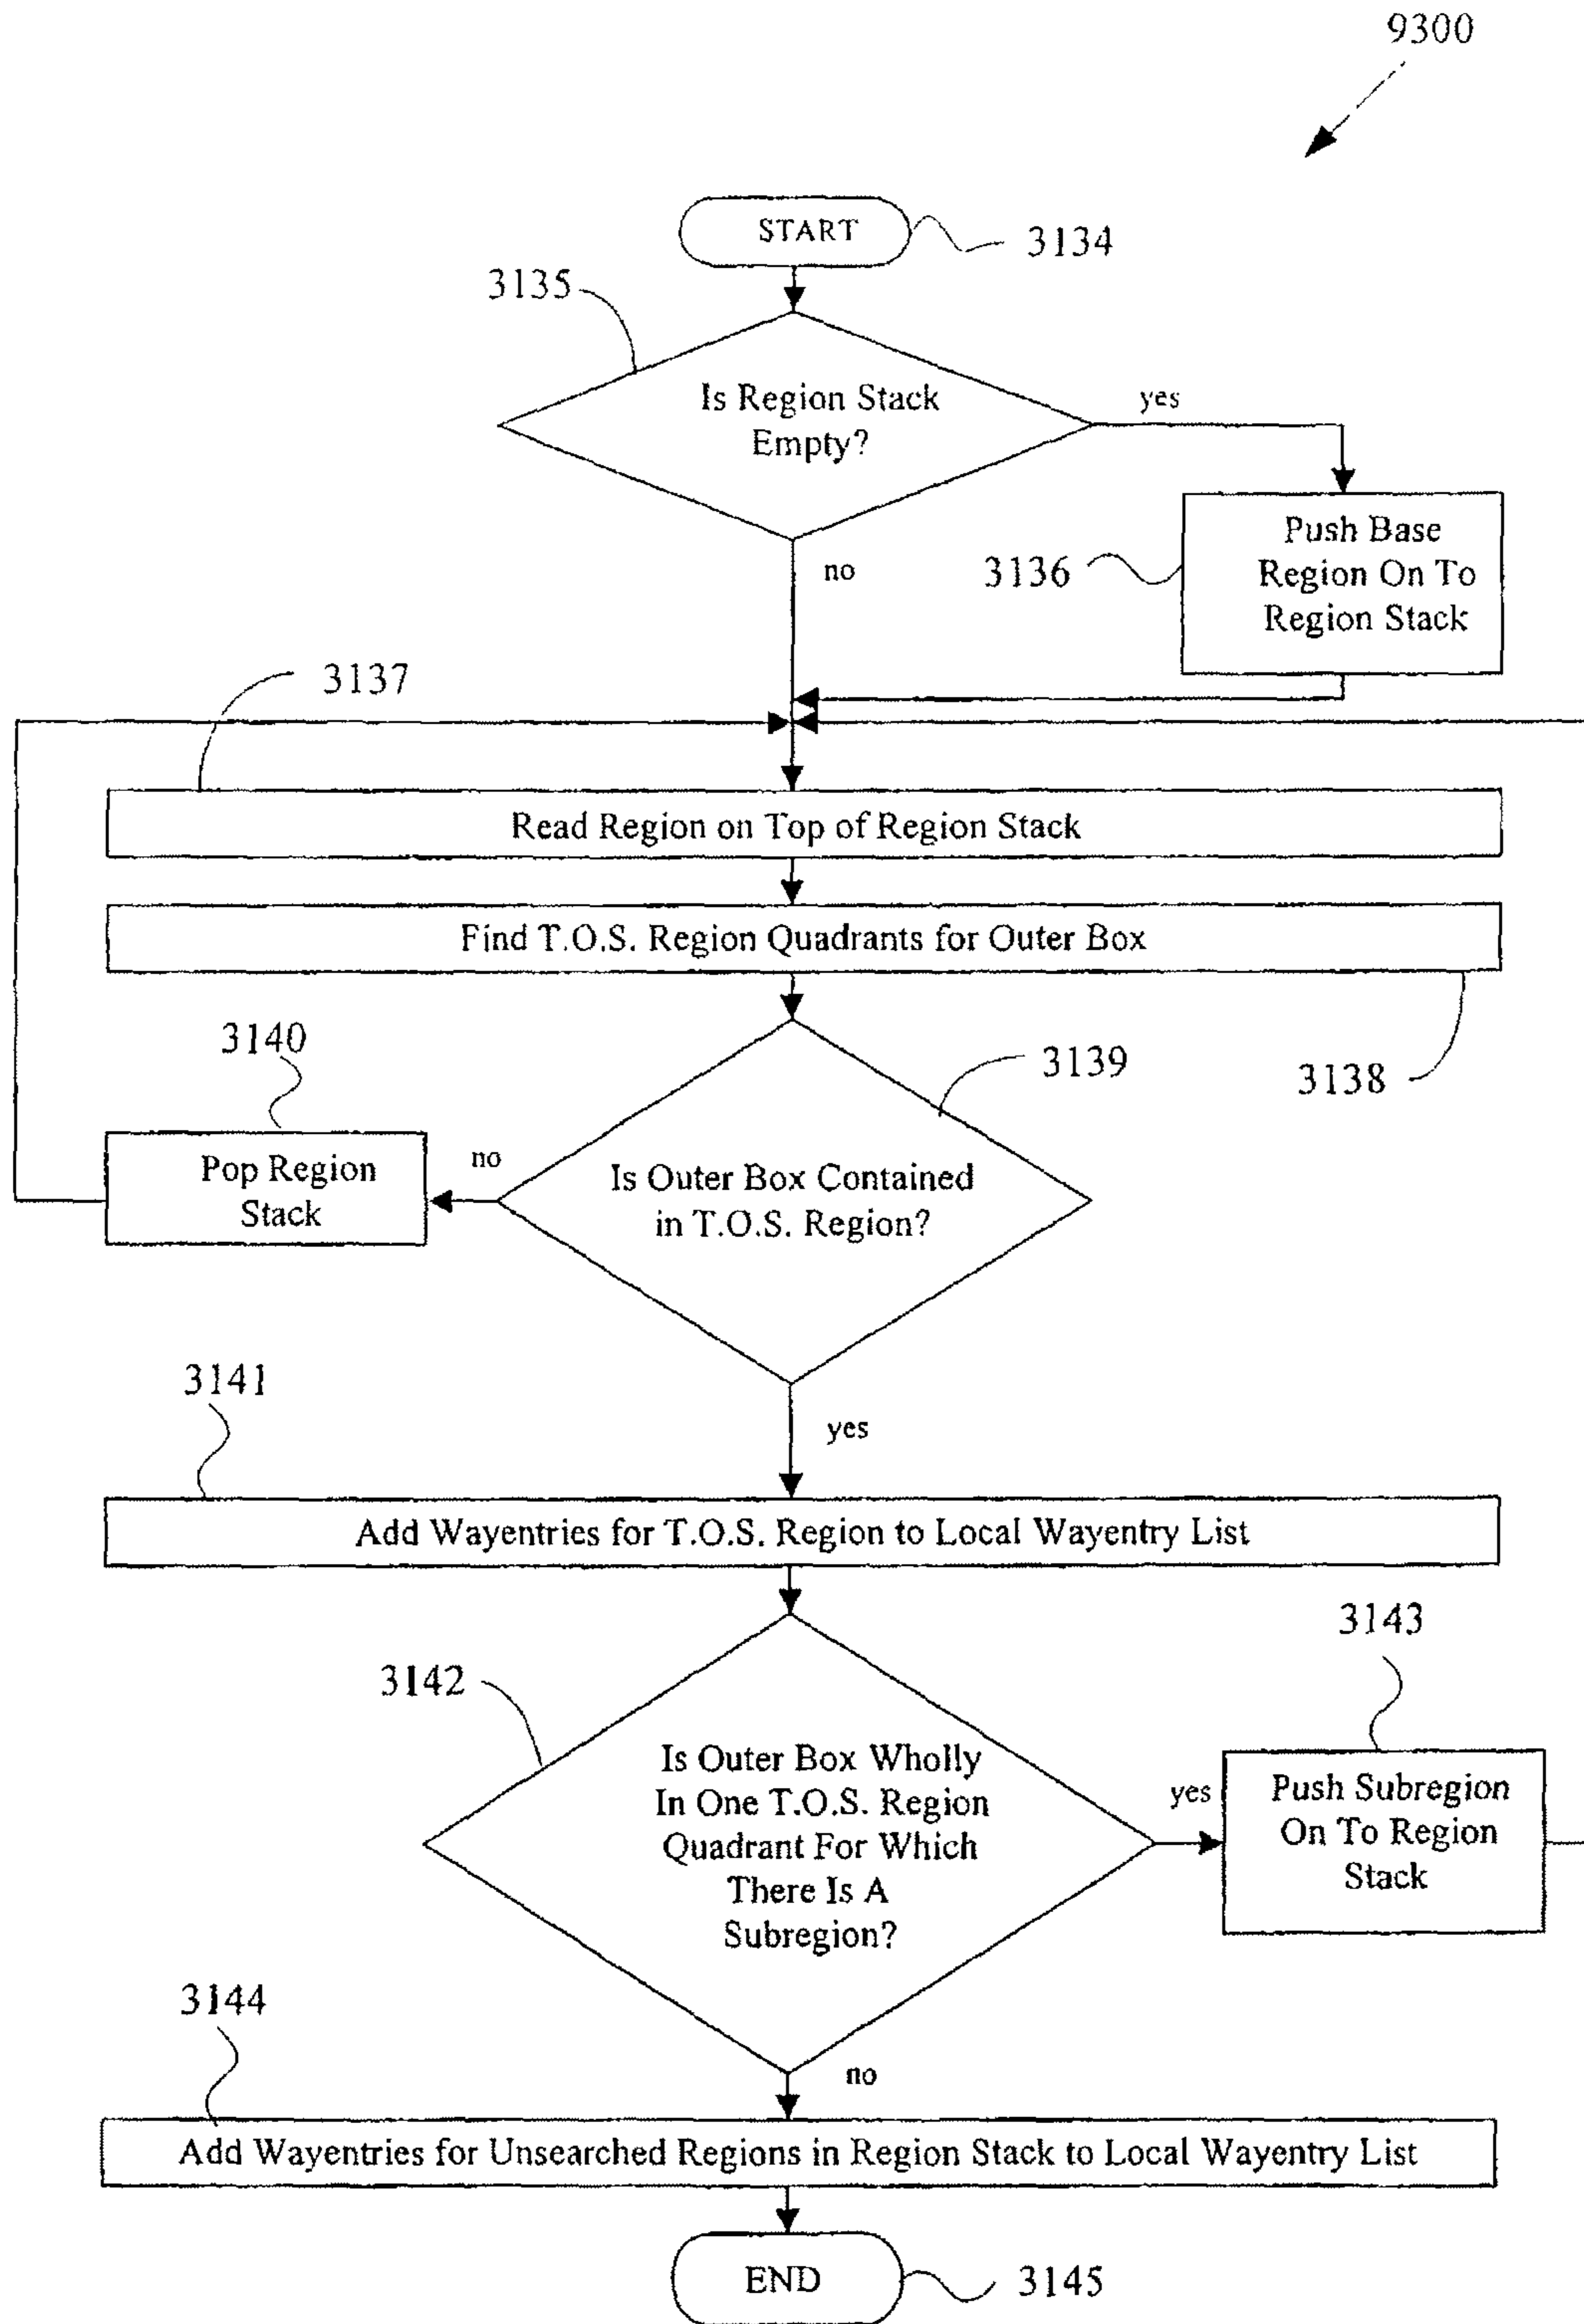 9300
START
3134
3135
Is Region Stack
Empty?
yes
no
3136
Push Base
Region On To
Region Stack
3137
Read Region on Top of Region Stack
Find T.O.S. Region Quadrants for Outer Box
3138
3140
3139
Pop Region
Stack
no
Is Outer Box Contained
in T.O.S. Region?
yes
3141
Add Wayentries for T.O.S. Region to Local Wayentry List
3142
3143
Is Outer Box Wholly
In One T.O.S. Region
Quadrant For Which
There Is A
Subregion?
yes
Push Subregion
On To Region
Stack
no
3144
Add Wayentries for Unsearched Regions in Region Stack to Local Wayentry List
END
3145